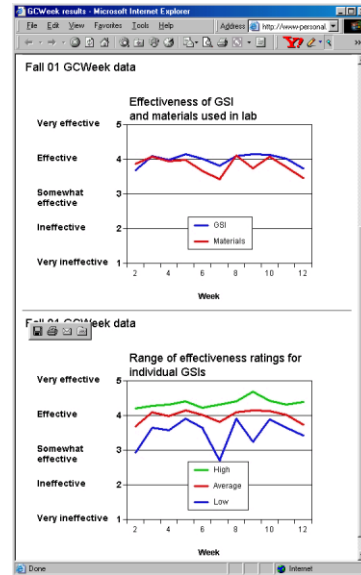 GCWeek results - Microsoft Internet Explorer
File Edit View Favorites Tools Help Address http://www-personal.
Fall 01 GCWeek data
Effectiveness of GSI
and materials used in lab
Very effective 5
Effective 4
Somewhat
effective 3
Ineffective 2
Very ineffective 1
GSI
Materials
2 4 6 8 10 12
Week
Fall 01 GCWeek data
Range of effectiveness ratings for
individual GSIs
Very effective 5
Effective 4
Somewhat
effective 3
Ineffective 2
Very ineffective 1
High
Average
Low
2 4 6 8 10 12
Week
Done Internet